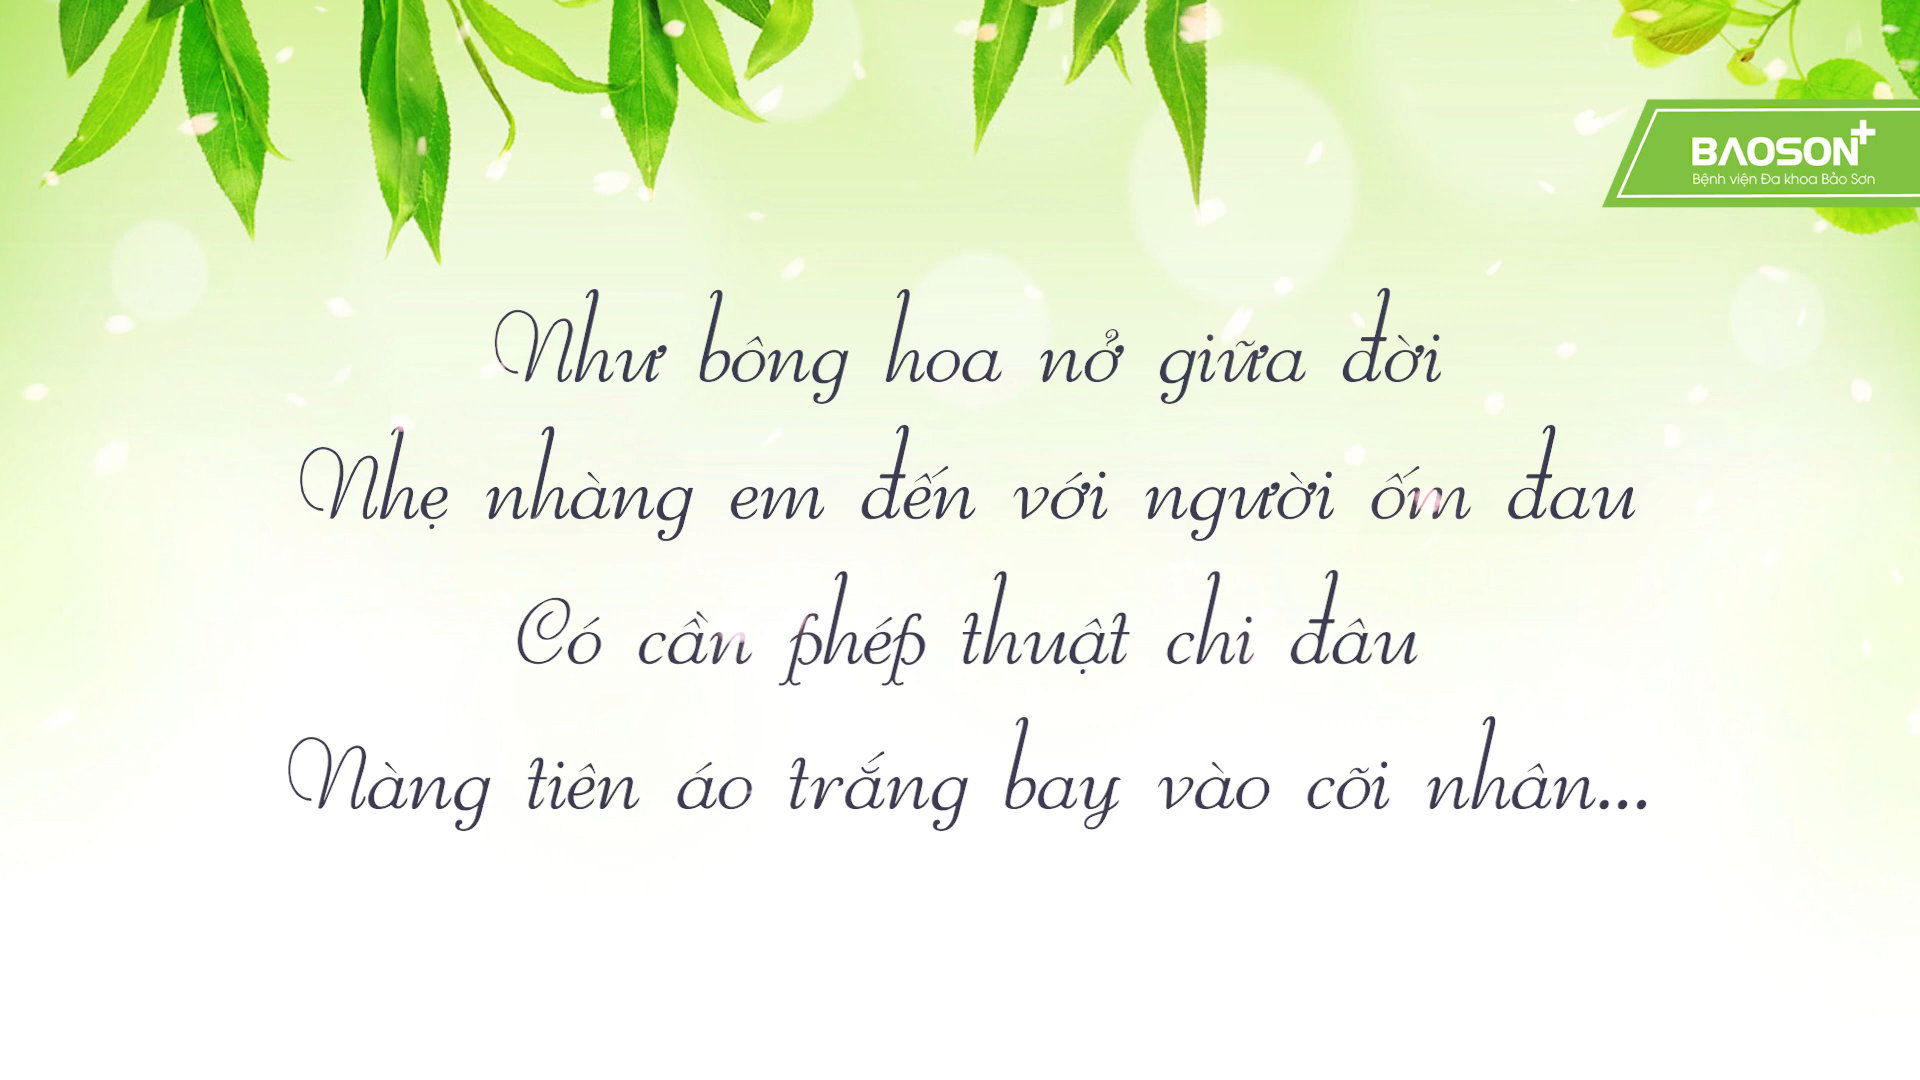 BAOSON+
Bệnh viện Đa khoa Bảo Sơn
Như bông hoa nở giữa đời
Nhẹ nhàng em đến với người ốm đau
Có cần phép thuật chi đâu
Nàng tiên áo trắng bay vào cõi nhân...